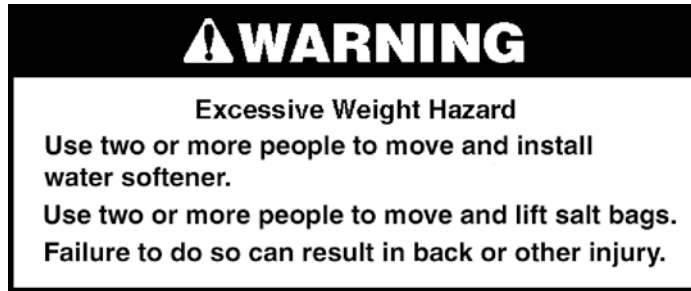 WARNING
Excessive Weight Hazard
Use two or more people to move and install
water softener.
Use two or more people to move and lift salt bags.
Failure to do so can result in back or other injury.